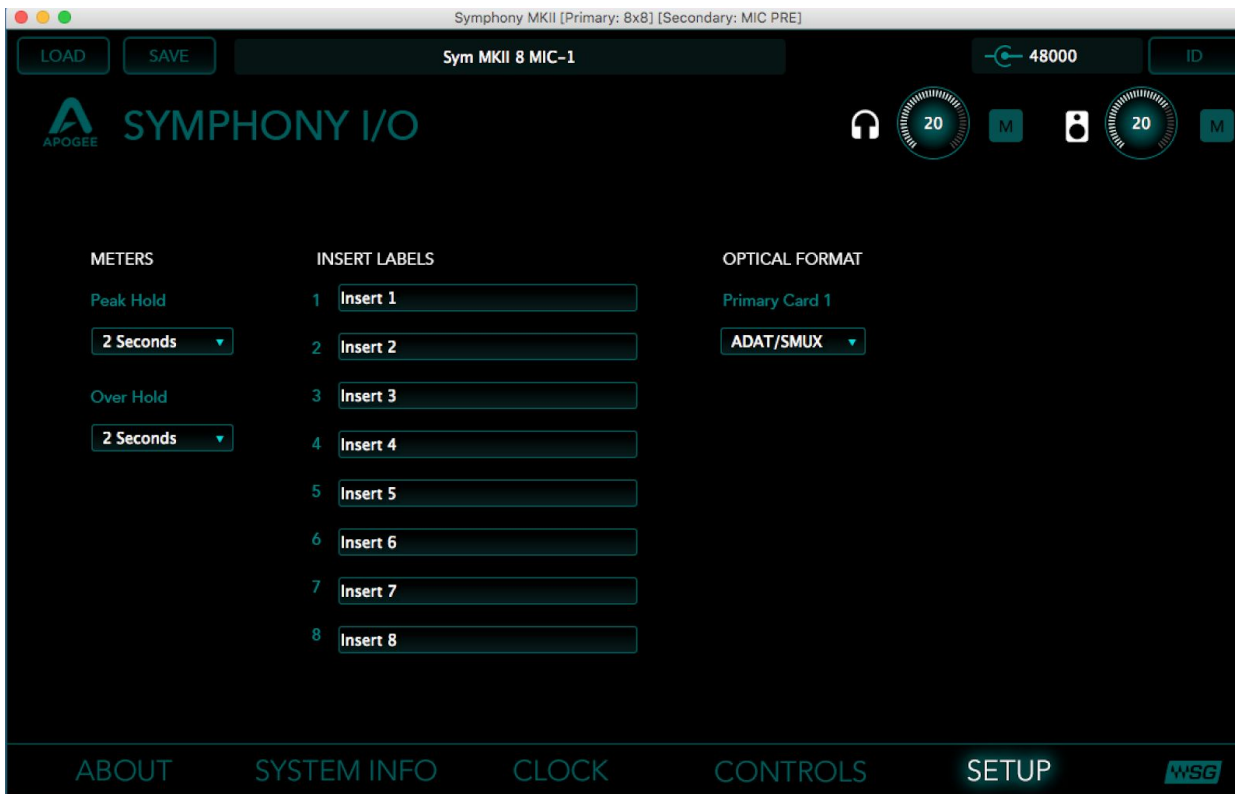 Symphony MKII [Primary: 8x8] [Secondary: MIC PRE]
LOAD SAVE Sym MKII 8 MIC-1 48000 ID
APOGEE SYMPHONY I/O 20 M 20 M
METERS INSERT LABELS OPTICAL FORMAT
Peak Hold 1 Insert 1 Primary Card 1
2 Seconds 2 Insert 2 ADAT/SMUX
Over Hold 3 Insert 3
2 Seconds 4 Insert 4
5 Insert 5
6 Insert 6
7 Insert 7
8 Insert 8
ABOUT SYSTEM INFO CLOCK CONTROLS SETUP WSG